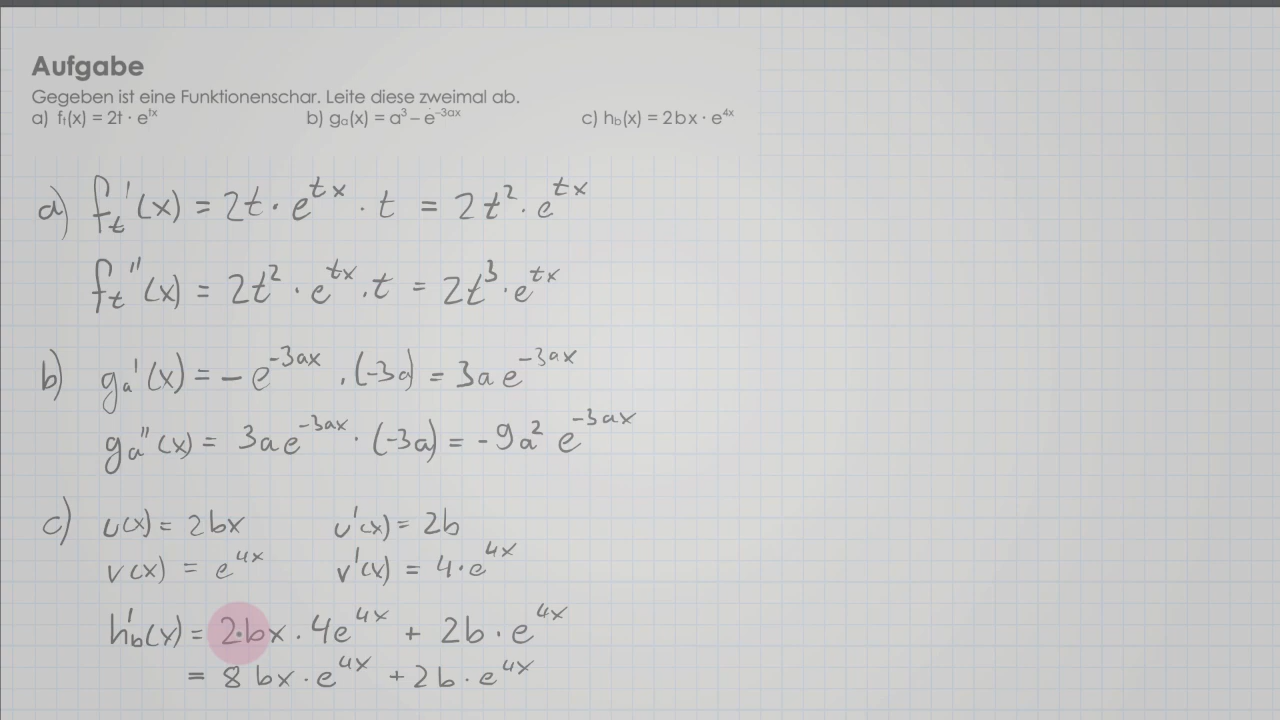 Aufgabe
Gegeben ist eine Funktionenschar. Leite diese zweimal ab.
a) fₜ(x) = 2t · eᵗˣ b) gₐ(x) = a³ – e⁻³ᵃˣ c) h_b(x) = 2bx · e⁴ˣ
a) fₜ'(x) = 2t · eᵗˣ · t = 2t² · eᵗˣ
fₜ''(x) = 2t² · eᵗˣ · t = 2t³ · eᵗˣ
b) gₐ'(x) = – e⁻³ᵃˣ · (-3a) = 3a e⁻³ᵃˣ
gₐ''(x) = 3a e⁻³ᵃˣ · (-3a) = - 9a² e⁻³ᵃˣ
c) u(x) = 2bx u'(x) = 2b
v(x) = e⁴ˣ v'(x) = 4 · e⁴ˣ
h_b'(x) = 2·bx · 4e⁴ˣ + 2b · e⁴ˣ
= 8 bx · e⁴ˣ + 2b · e⁴ˣ